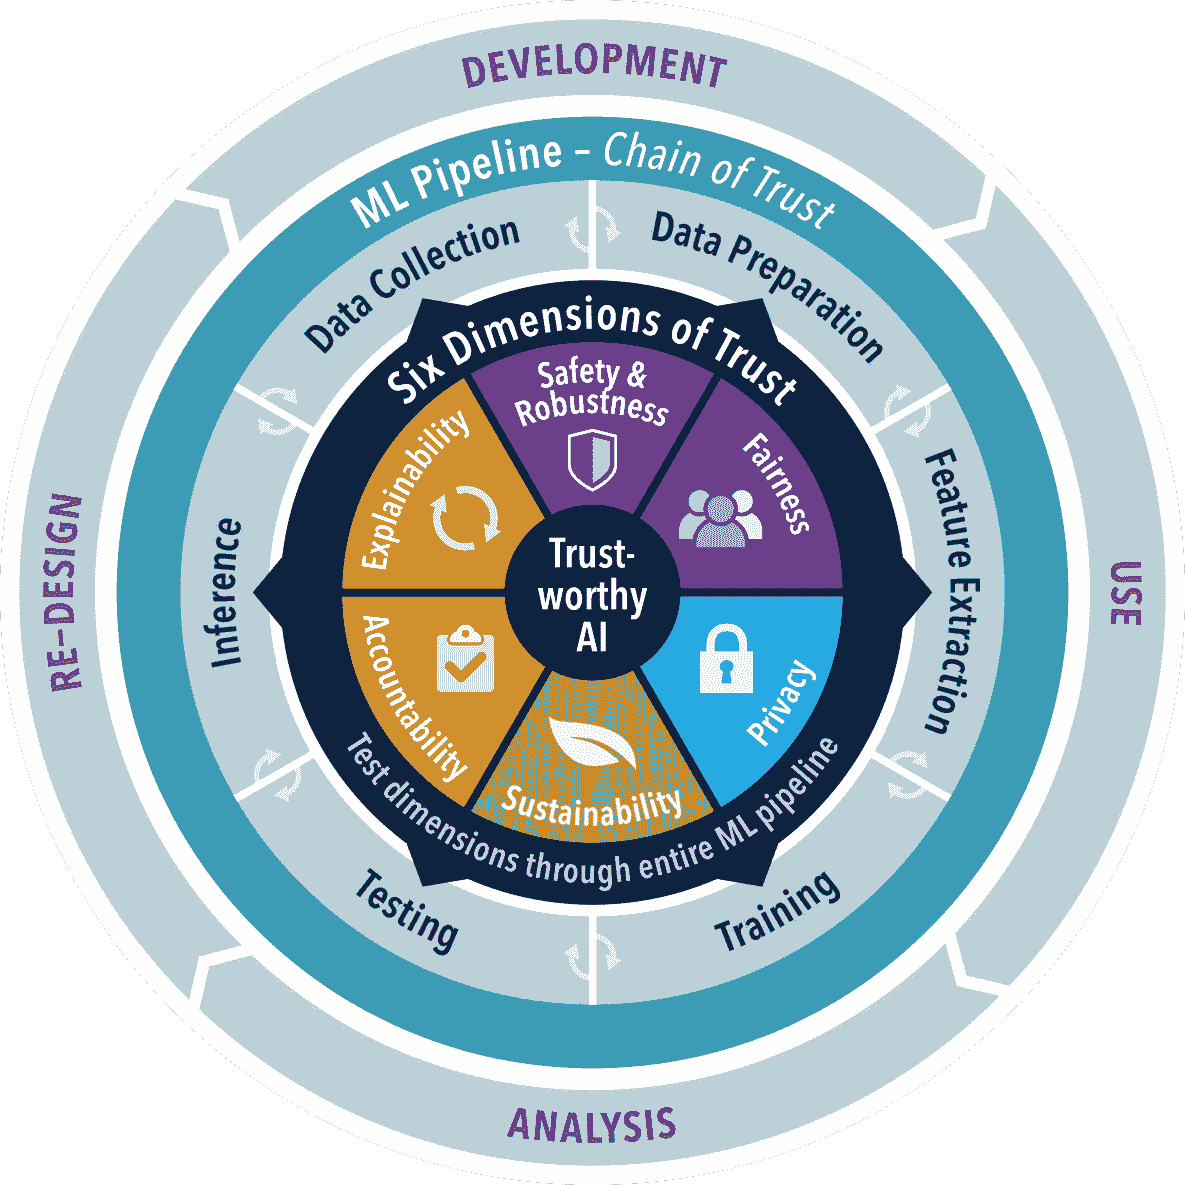 DEVELOPMENT
ML Pipeline – Chain of Trust
Data Collection
Data Preparation
Six Dimensions of Trust
Safety &
Robustness
Explainability
Fairness
RE–DESIGN
Inference
Trust-
worthy
AI
Feature Extraction
USE
Accountability
Privacy
Sustainability
Test dimensions through entire ML pipeline
Testing
Training
ANALYSIS